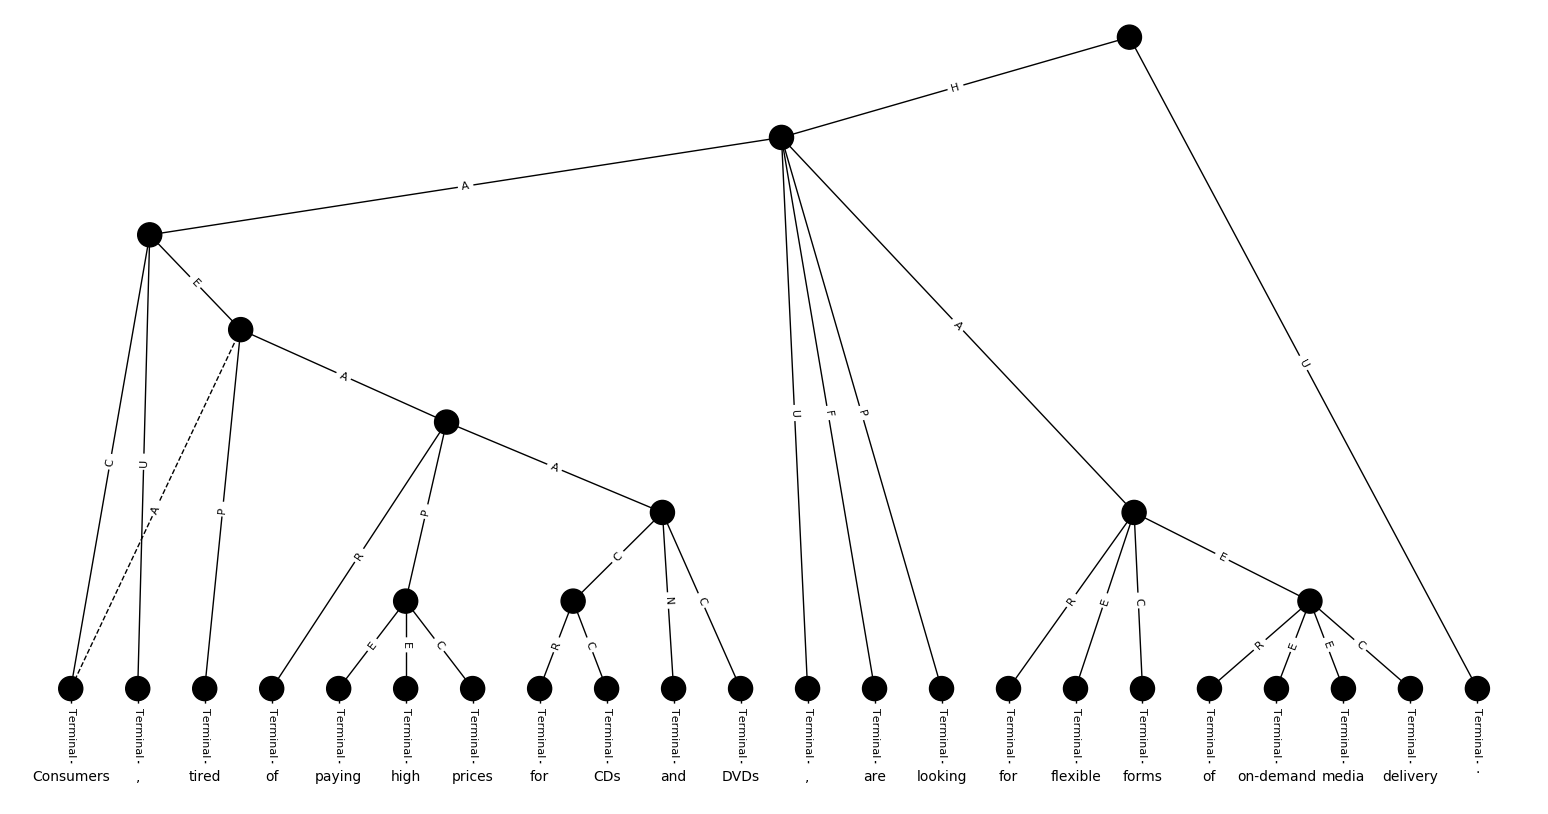 H
A
E
A
A
U
F
P
A
U
C
U
A
P
R
P
C
N
C
R
E
C
E
E
E
C
R
C
R
E
E
C
Terminal Terminal Terminal Terminal Terminal Terminal Terminal Terminal Terminal Terminal Terminal Terminal Terminal Terminal Terminal Terminal Terminal Terminal Terminal Terminal Terminal Terminal
Consumers , tired of paying high prices for CDs and DVDs , are looking for flexible forms of on-demand media delivery .